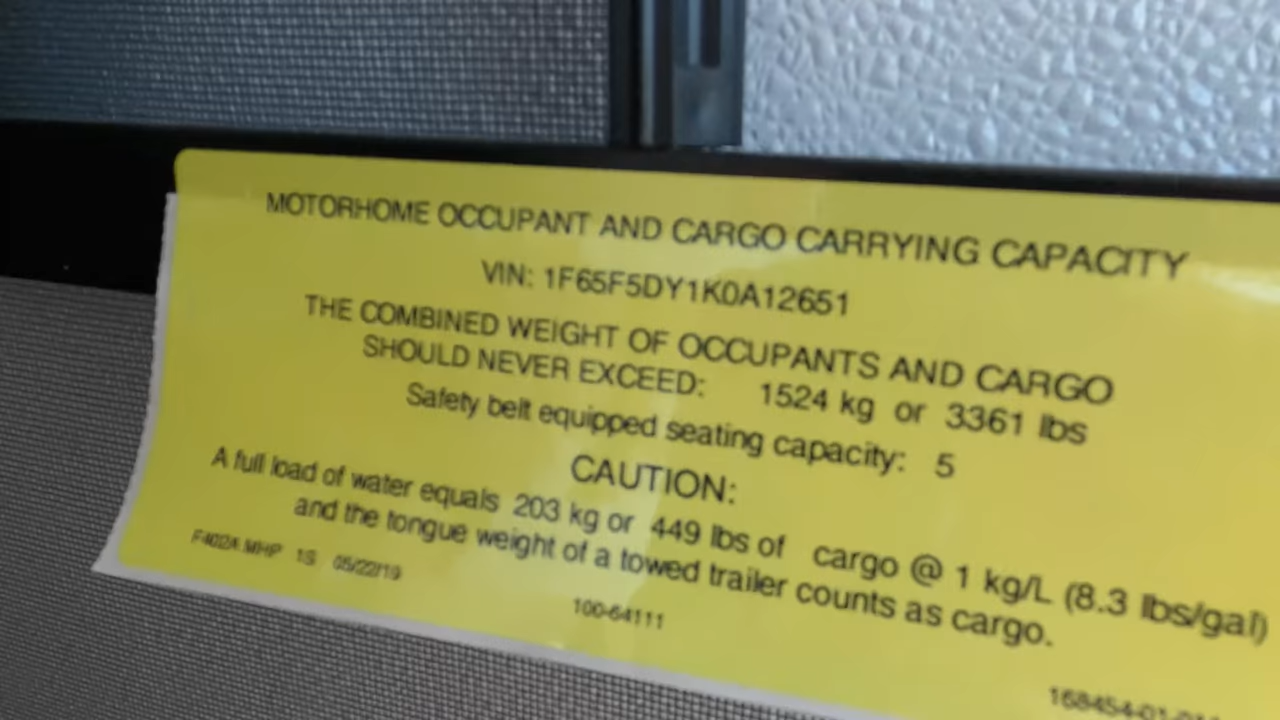 MOTORHOME OCCUPANT AND CARGO CARRYING CAPACITY
VIN: 1F65F5DY1K0A12651
THE COMBINED WEIGHT OF OCCUPANTS AND CARGO
SHOULD NEVER EXCEED: 1524 kg or 3361 lbs
Safety belt equipped seating capacity: 5
CAUTION:
A full load of water equals 203 kg or 449 lbs of cargo @ 1 kg/L (8.3 lbs/gal)
and the tongue weight of a towed trailer counts as cargo.
F402A.MHP 1S 05/22/19
100-64111
168454-01-